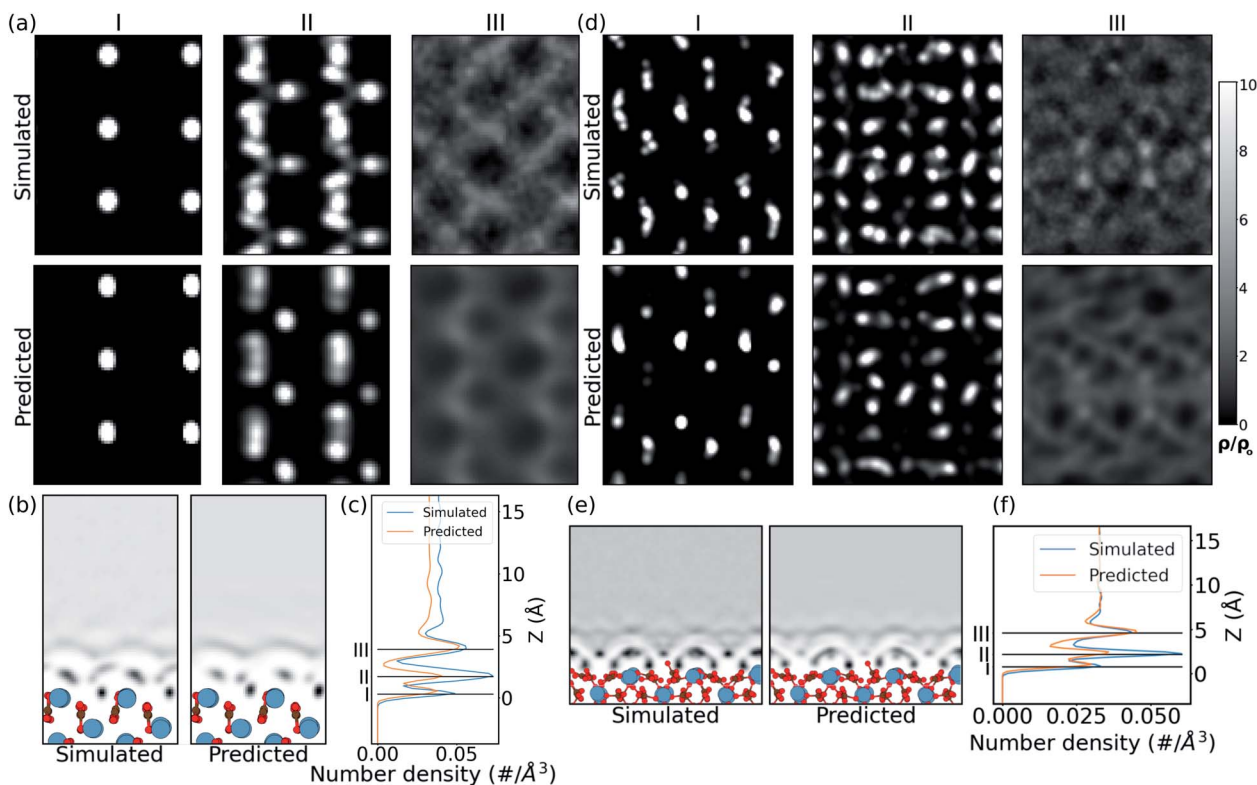 (a) I II III (d) I II III
Simulated
Simulated
10
8
6
4
2
0
ρ/ρ₀
Predicted
Predicted
(b)
Simulated Predicted
(c)
Simulated
Predicted
15
10
5
0
Z (Å)
III
II
I
0.00 0.05
Number density (#/Å³)
(e)
Simulated Predicted
(f)
Simulated
Predicted
15
10
5
0
Z (Å)
III
II
I
0.000 0.025 0.050
Number density (#/Å³)